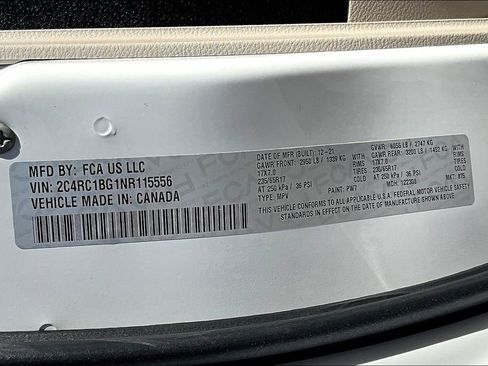 MFD BY: FCA US LLC
VIN: 2C4RC1BG1NR115556
VEHICLE MADE IN: CANADA
DATE OF MFR (BUILT): 12-21 GVWR: 6055 LB / 2747 KG
GAWR FRONT: 2950 LB / 1339 KG GAWR REAR: 3200 LB / 1452 KG
17X7.0 RIMS 17X7.0 RIMS
235/65R17 TIRES 235/65R17 TIRES
AT 250 kPa / 36 PSI COLD AT 250 kPa / 36 PSI COLD
TYPE: MPV PAINT: PW7 MDH: 122308 MKT: BTS
THIS VEHICLE CONFORMS TO ALL APPLICABLE U.S.A. FEDERAL MOTOR VEHICLE
SAFETY STANDARDS IN EFFECT ON THE DATE OF MANUFACTURE SHOWN ABOVE